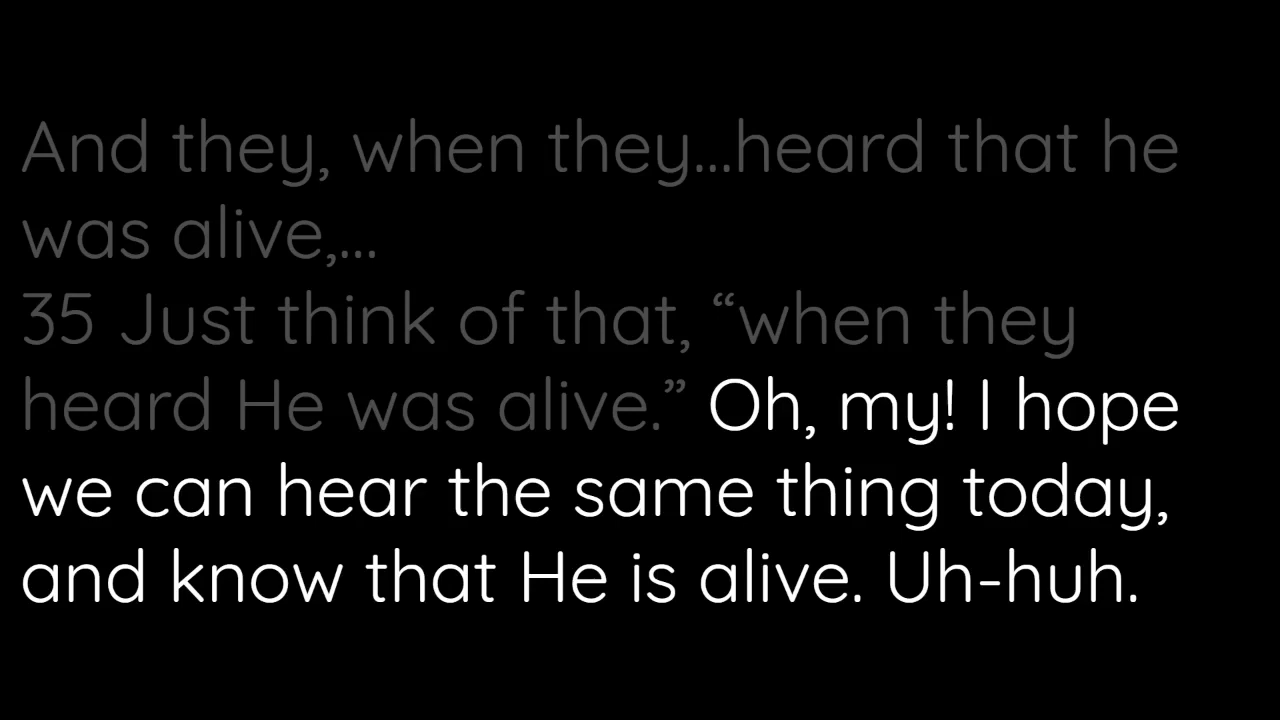 And they, when they...heard that he
was alive,...
35 Just think of that, “when they
heard He was alive.” Oh, my! I hope
we can hear the same thing today,
and know that He is alive. Uh-huh.